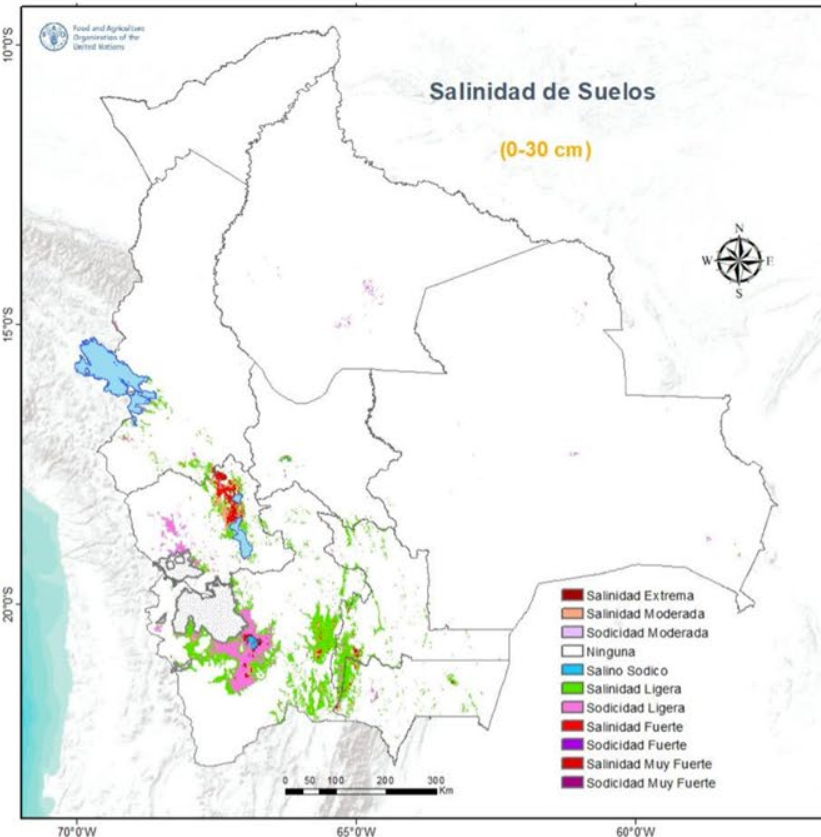 Food and Agriculture
Organization of the
United Nations
Salinidad de Suelos
(0-30 cm)
N
W
E
S
10°0'S
15°0'S
20°0'S
Salinidad Extrema
Salinidad Moderada
Sodicidad Moderada
Ninguna
Salino Sodico
Salinidad Ligera
Sodicidad Ligera
Salinidad Fuerte
Sodicidad Fuerte
Salinidad Muy Fuerte
Sodicidad Muy Fuerte
0 50 100 200 300
Km
70°0'W
65°0'W
60°0'W